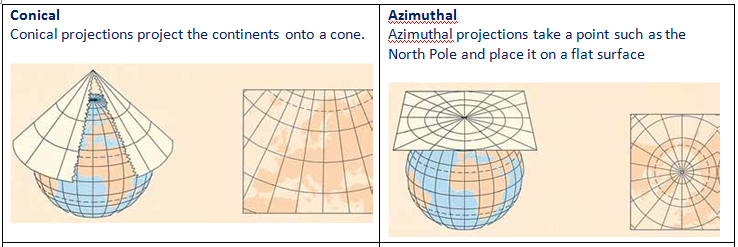 Conical
Conical projections project the continents onto a cone.
Azimuthal
Azimuthal projections take a point such as the
North Pole and place it on a flat surface